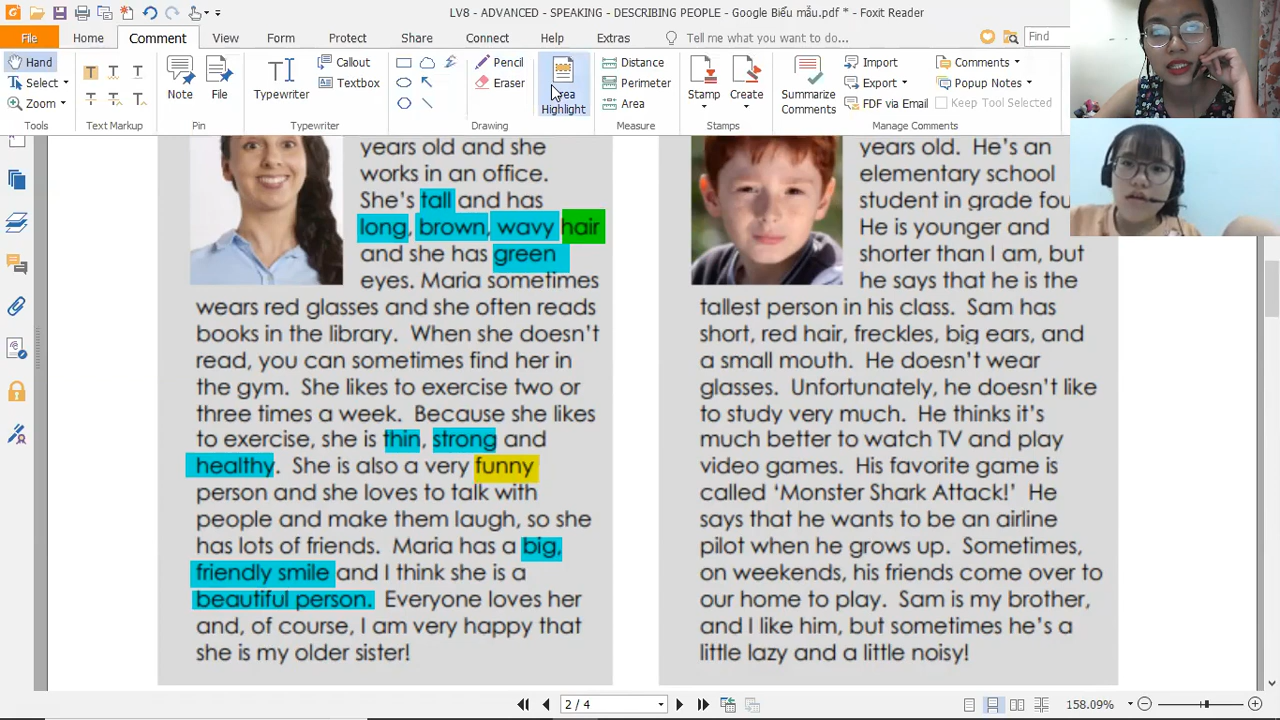 LV8 - ADVANCED - SPEAKING - DESCRIBING PEOPLE - Google Biểu mẫu.pdf * - Foxit Reader
File Home Comment View Form Protect Share Connect Help Extras Tell me what you want to do... Find
Hand
Select
Zoom
Tools
Text Markup
Note
File
Pin
Typewriter
Callout
Textbox
Typewriter
Pencil
Eraser
Drawing
Area
Highlight
Distance
Perimeter
Area
Measure
Stamp
Create
Stamps
Summarize
Comments
Import
Export
FDF via Email
Comments
Popup Notes
Keep Tool Selected
Manage Comments
years old and she
works in an office.
She's tall and has
long, brown, wavy hair
and she has green
eyes. Maria sometimes
wears red glasses and she often reads
books in the library. When she doesn't
read, you can sometimes find her in
the gym. She likes to exercise two or
three times a week. Because she likes
to exercise, she is thin, strong and
healthy. She is also a very funny
person and she loves to talk with
people and make them laugh, so she
has lots of friends. Maria has a big,
friendly smile and I think she is a
beautiful person. Everyone loves her
and, of course, I am very happy that
she is my older sister!
years old. He's an
elementary school
student in grade fou
He is younger and
shorter than I am, but
he says that he is the
tallest person in his class. Sam has
short, red hair, freckles, big ears, and
a small mouth. He doesn't wear
glasses. Unfortunately, he doesn't like
to study very much. He thinks it's
much better to watch TV and play
video games. His favorite game is
called 'Monster Shark Attack!' He
says that he wants to be an airline
pilot when he grows up. Sometimes,
on weekends, his friends come over to
our home to play. Sam is my brother,
and I like him, but sometimes he's a
little lazy and a little noisy!
2 / 4
158.09%